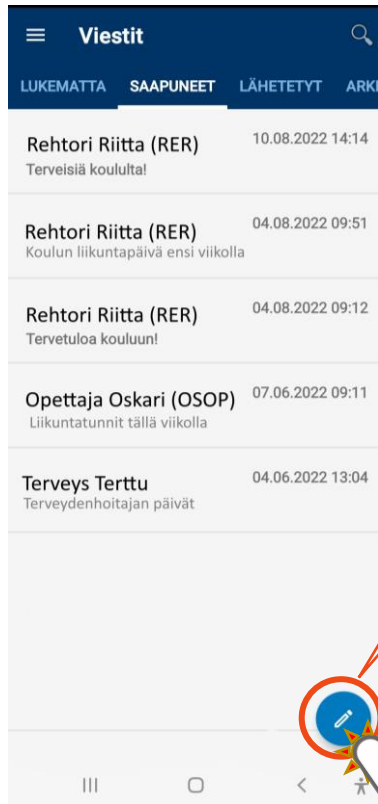 Viestit
LUKEMATTA SAAPUNEET LÄHETETYT ARKI
Rehtori Riitta (RER) 10.08.2022 14:14
Terveisiä koululta!
Rehtori Riitta (RER) 04.08.2022 09:51
Koulun liikuntapäivä ensi viikolla
Rehtori Riitta (RER) 04.08.2022 09:12
Tervetuloa kouluun!
Opettaja Oskari (OSOP) 07.06.2022 09:11
Liikuntatunnit tällä viikolla
Terveys Terttu 04.06.2022 13:04
Terveydenhoitajan päivät